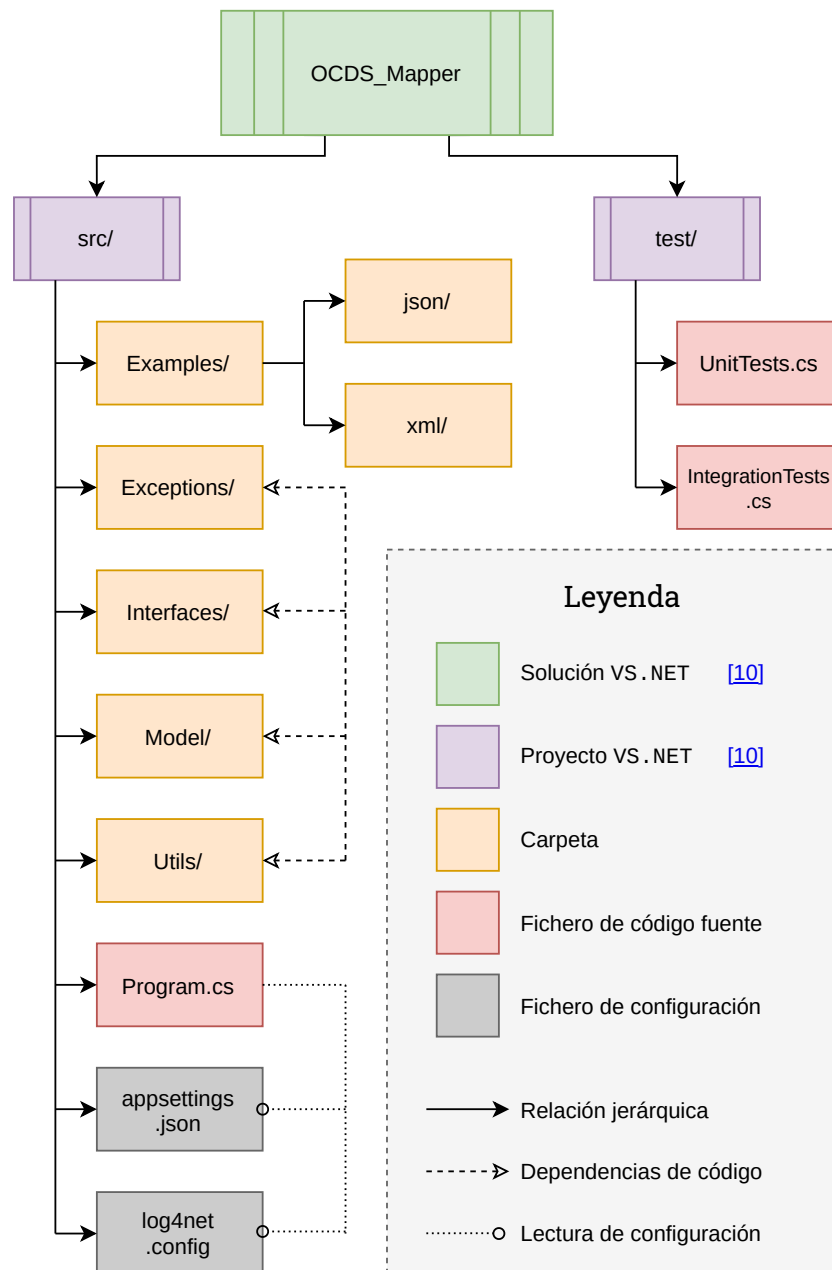 OCDS_Mapper
src/
test/
json/
Examples/
UnitTests.cs
xml/
Exceptions/
IntegrationTests
.cs
Interfaces/
Model/
Utils/
Program.cs
appsettings
.json
log4net
.config
Leyenda
Solución VS.NET [10]
Proyecto VS.NET [10]
Carpeta
Fichero de código fuente
Fichero de configuración
Relación jerárquica
Dependencias de código
Lectura de configuración